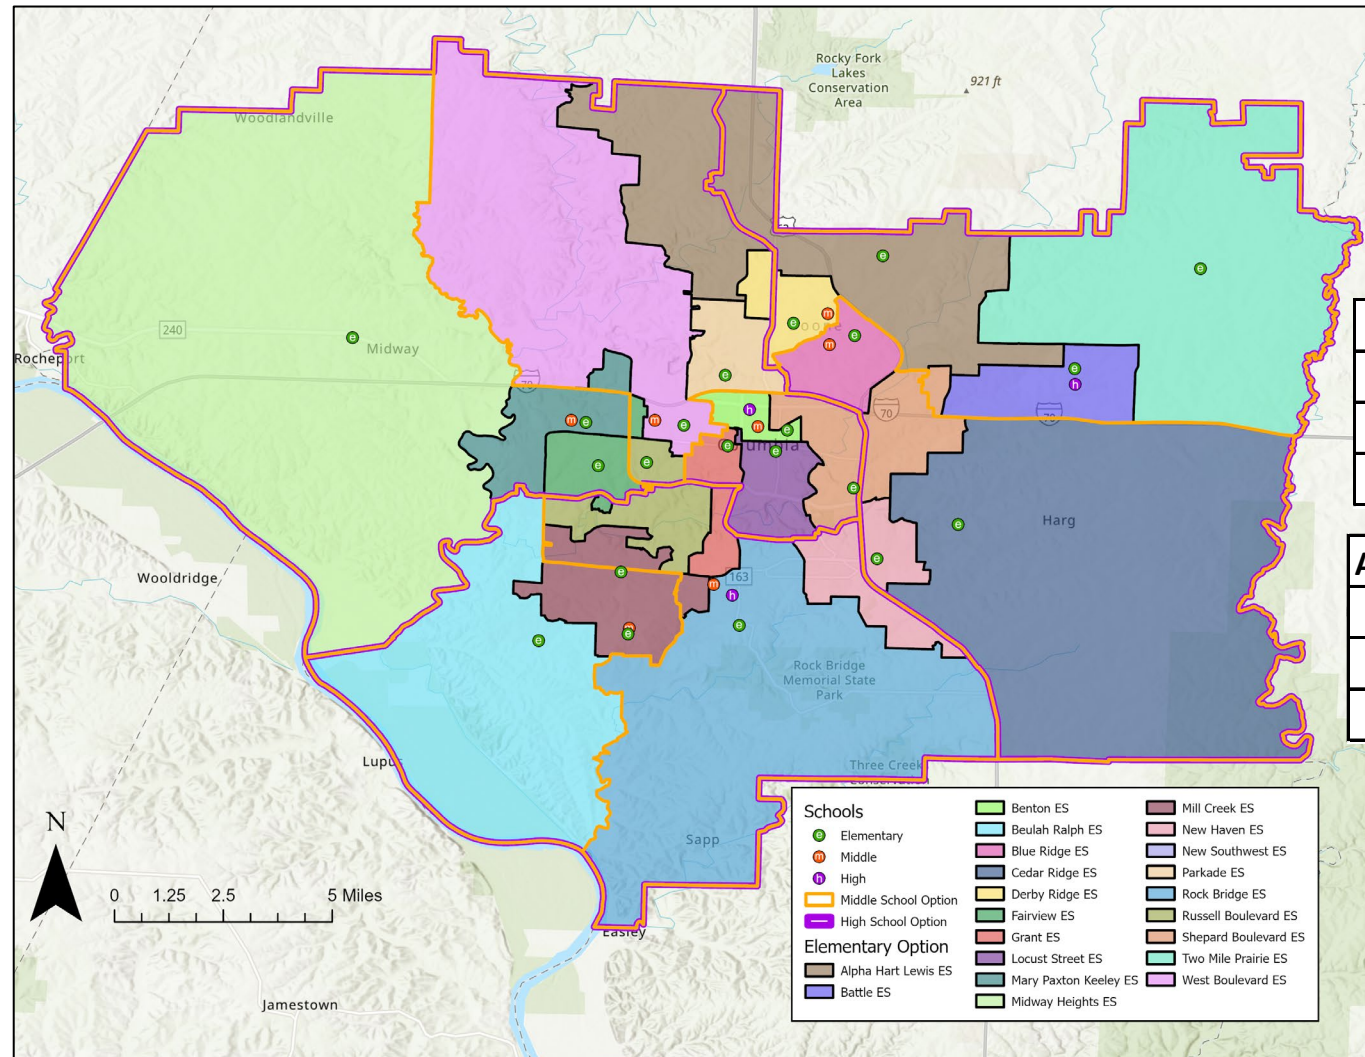 Rocky Fork
Lakes
Conservation
Area
921 ft
Woodlandville
240
Midway
Rocheport
70
70
70
Harg
Wooldridge
163
Rock Bridge
Memorial State
Park
Lupus
Three Creek
Sapp
Easley
Jamestown
N
0 1.25 2.5 5 Miles
A
Schools
e Elementary
m Middle
h High
Middle School Option
High School Option
Elementary Option
Alpha Hart Lewis ES
Battle ES
Benton ES
Beulah Ralph ES
Blue Ridge ES
Cedar Ridge ES
Derby Ridge ES
Fairview ES
Grant ES
Locust Street ES
Mary Paxton Keeley ES
Midway Heights ES
Mill Creek ES
New Haven ES
New Southwest ES
Parkade ES
Rock Bridge ES
Russell Boulevard ES
Shepard Boulevard ES
Two Mile Prairie ES
West Boulevard ES